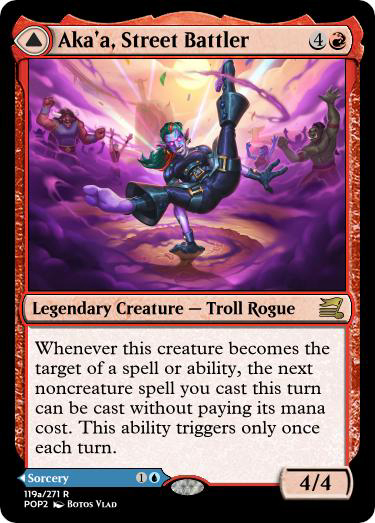 Aka'a, Street Battler 4
Legendary Creature — Troll Rogue
Whenever this creature becomes the
target of a spell or ability, the next
noncreature spell you cast this turn
can be cast without paying its mana
cost. This ability triggers only once
each turn.
Sorcery 1
4/4
119a/271 R
POP2 Botos Vlad